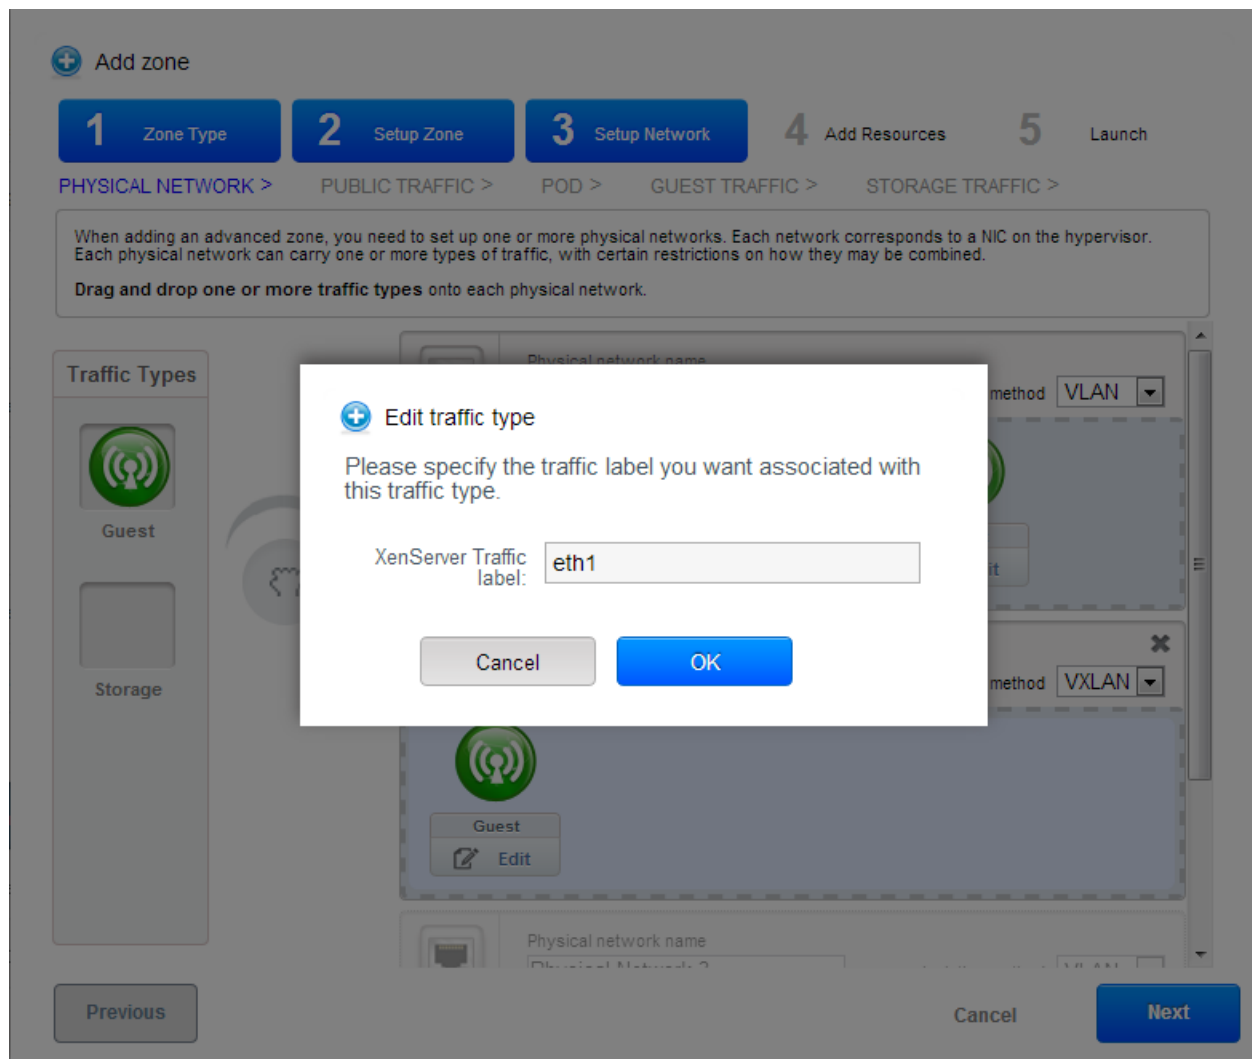 Add zone
1 Zone Type
2 Setup Zone
3 Setup Network
4 Add Resources
5 Launch
PHYSICAL NETWORK >
PUBLIC TRAFFIC >
POD >
GUEST TRAFFIC >
STORAGE TRAFFIC >
When adding an advanced zone, you need to set up one or more physical networks. Each network corresponds to a NIC on the hypervisor.
Each physical network can carry one or more types of traffic, with certain restrictions on how they may be combined.
Drag and drop one or more traffic types onto each physical network.
Traffic Types
Guest
Storage
Physical network name
method VLAN
Edit traffic type
Please specify the traffic label you want associated with
this traffic type.
XenServer Traffic
label:
eth1
Cancel
OK
method VXLAN
Guest
Edit
Physical network name
Physical Network 3
VLAN
Previous
Cancel
Next